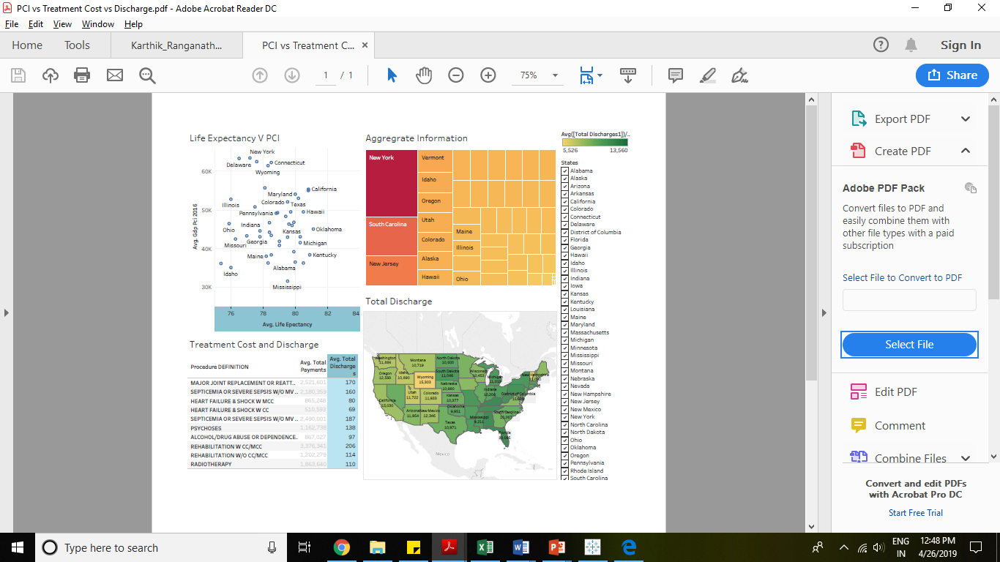 PCI vs Treatment Cost vs Discharge.pdf - Adobe Acrobat Reader DC
File Edit View Window Help
Home Tools Karthik_Ranganath... PCI vs Treatment C... ×
Sign In
1 / 1 75% Share
Life Expectancy V PCI
New York
Delaware
Connecticut
Wyoming
60K
Maryland
California
Illinois
Colorado
Texas
50K
Pennsylvania
Hawaii
Indiana
Ohio
Kansas
Oklahoma
Missouri
Georgia
Michigan
40K
Maine
Kentucky
Idaho
Alabama
Mississippi
30K
Avg. Gdp Pci 2016
76 78 80 82 84
Avg. Life Epectancy
Aggregrate Information
New York
South Carolina
New Jersey
Vermont
Idaho
Oregon
Utah
Colorado
Alaska
Hawaii
Maine
Illinois
Ohio
Avg([Total Discharges1])/..
5,526 13,560
States
Alabama
Alaska
Arizona
Arkansas
California
Colorado
Connecticut
Delaware
District of Columbia
Florida
Georgia
Hawaii
Idaho
Illinois
Indiana
Iowa
Kansas
Kentucky
Louisiana
Maine
Maryland
Massachusetts
Michigan
Minnesota
Mississippi
Missouri
Montana
Nebraska
Nevada
New Hampshire
New Jersey
New Mexico
New York
North Carolina
North Dakota
Ohio
Oklahoma
Oregon
Pennsylvania
Rhode Island
South Carolina
Treatment Cost and Discharge
Procedure DEFINITION
Avg. Total Payments
Avg. Total Discharges
MAJOR JOINT REPLACEMENT OR REATT.. 2,521,601 170
SEPTICEMIA OR SEVERE SEPSIS W/O MV .. 2,180,359 160
HEART FAILURE & SHOCK W MCC 865,248 80
HEART FAILURE & SHOCK W CC 510,593 69
SEPTICEMIA OR SEVERE SEPSIS W/O MV .. 2,490,001 187
PSYCHOSES 1,162,738 138
ALCOHOL/DRUG ABUSE OR DEPENDENCE.. 867,027 97
REHABILITATION W CC/MCC 3,376,341 206
REHABILITATION W/O CC/MCC 1,202,279 114
RADIOTHERAPY 1,863,640 110
Total Discharge
Washington
11,884
Montana
10,719
North Dakota
10,600
Oregon
12,593
Idaho
10,890
Wyoming
15,303
South Dakota
11,046
Wisconsin
10,453
Michigan
11,019
New Hampshire
11,090
Nebraska
10,860
Utah
11,722
Colorado
11,933
Kansas
10,377
Indiana
10,206
District of Columbia
California
15,030
Arizona
11,954
New Mexico
12,346
Oklahoma
9,951
Mississippi
9,211
South Carolina
10,267
Texas
10,971
Florida
Mexico
Export PDF
Create PDF
Adobe PDF Pack
Convert files to PDF and
easily combine them with
other file types with a paid
subscription
Select File to Convert to PDF
Select File
Edit PDF
Comment
Combine Files
Convert and edit PDFs
with Acrobat Pro DC
Start Free Trial
Type here to search
ENG
IN
12:48 PM
4/26/2019